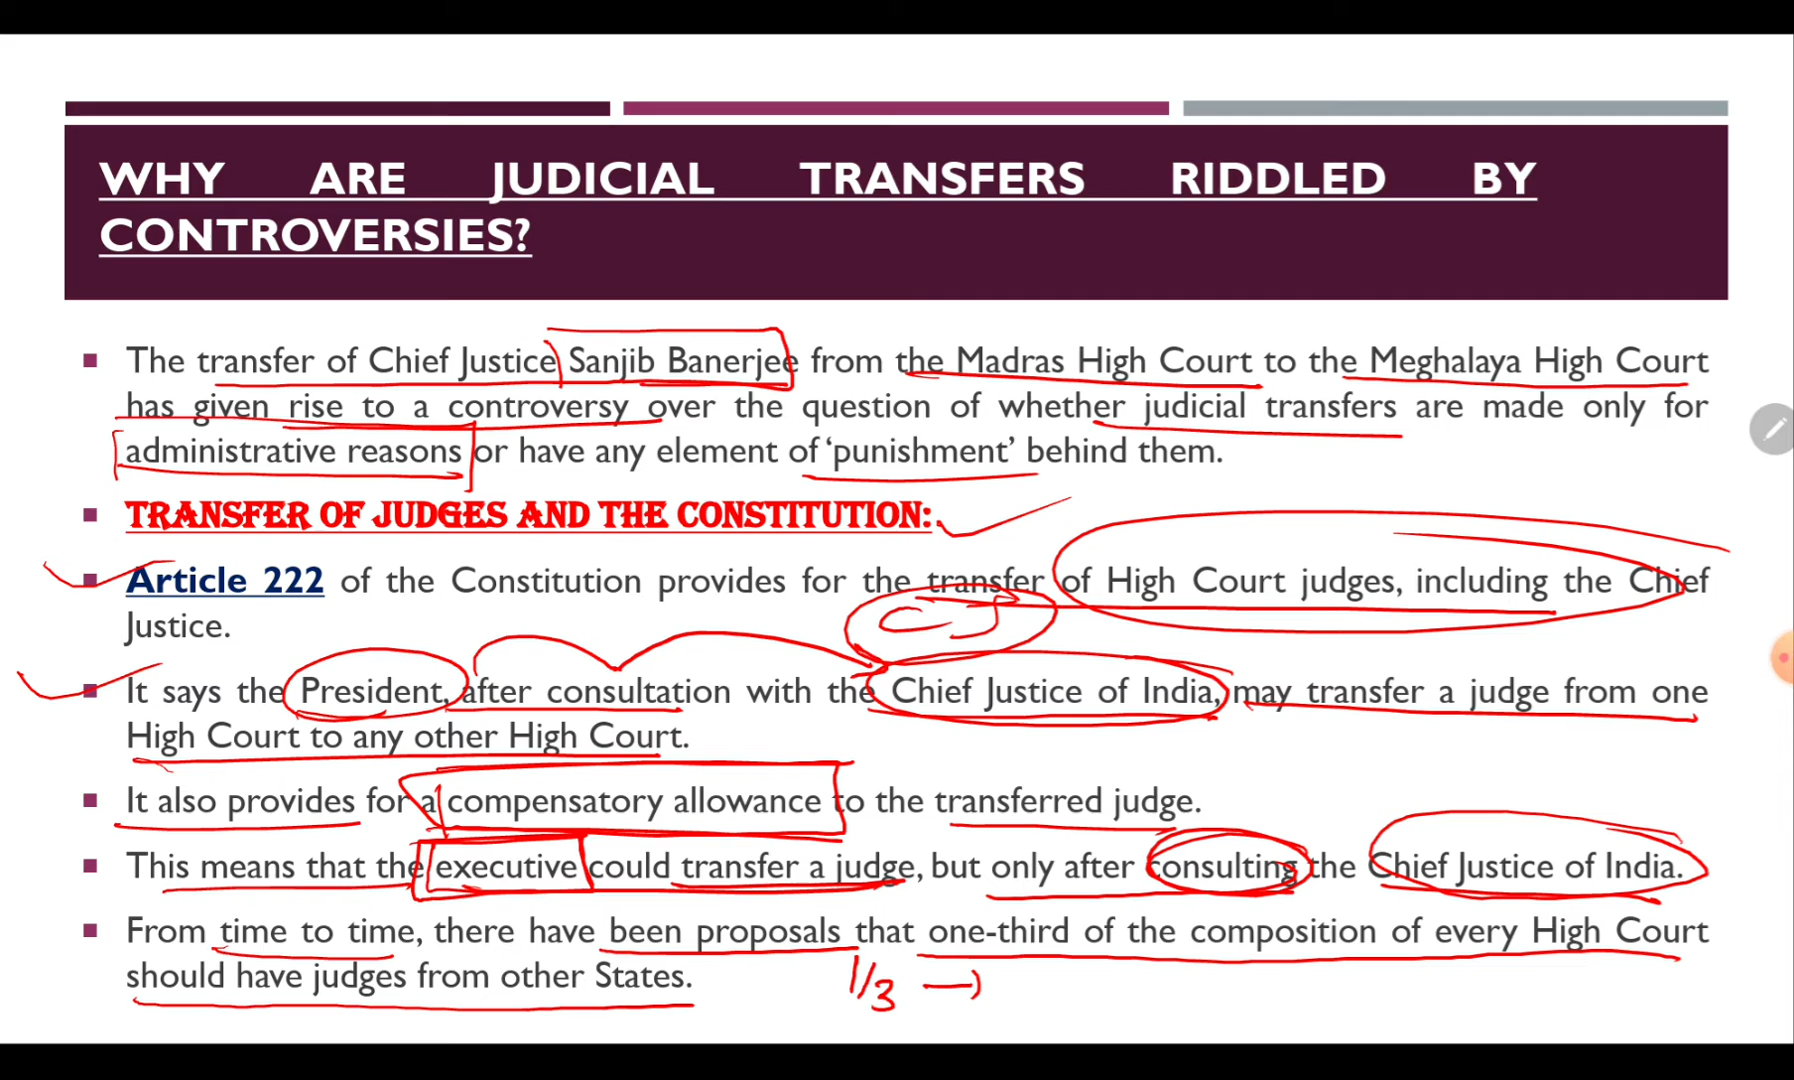 WHY ARE JUDICIAL TRANSFERS RIDDLED BY
CONTROVERSIES?
The transfer of Chief Justice Sanjib Banerjee from the Madras High Court to the Meghalaya High Court
has given rise to a controversy over the question of whether judicial transfers are made only for
administrative reasons or have any element of ‘punishment’ behind them.
TRANSFER OF JUDGES AND THE CONSTITUTION:
Article 222 of the Constitution provides for the transfer of High Court judges, including the Chief
Justice.
CJ
It says the President, after consultation with the Chief Justice of India, may transfer a judge from one
High Court to any other High Court.
It also provides for a compensatory allowance to the transferred judge.
This means that the executive could transfer a judge, but only after consulting the Chief Justice of India.
From time to time, there have been proposals that one-third of the composition of every High Court
should have judges from other States.
1/3 →